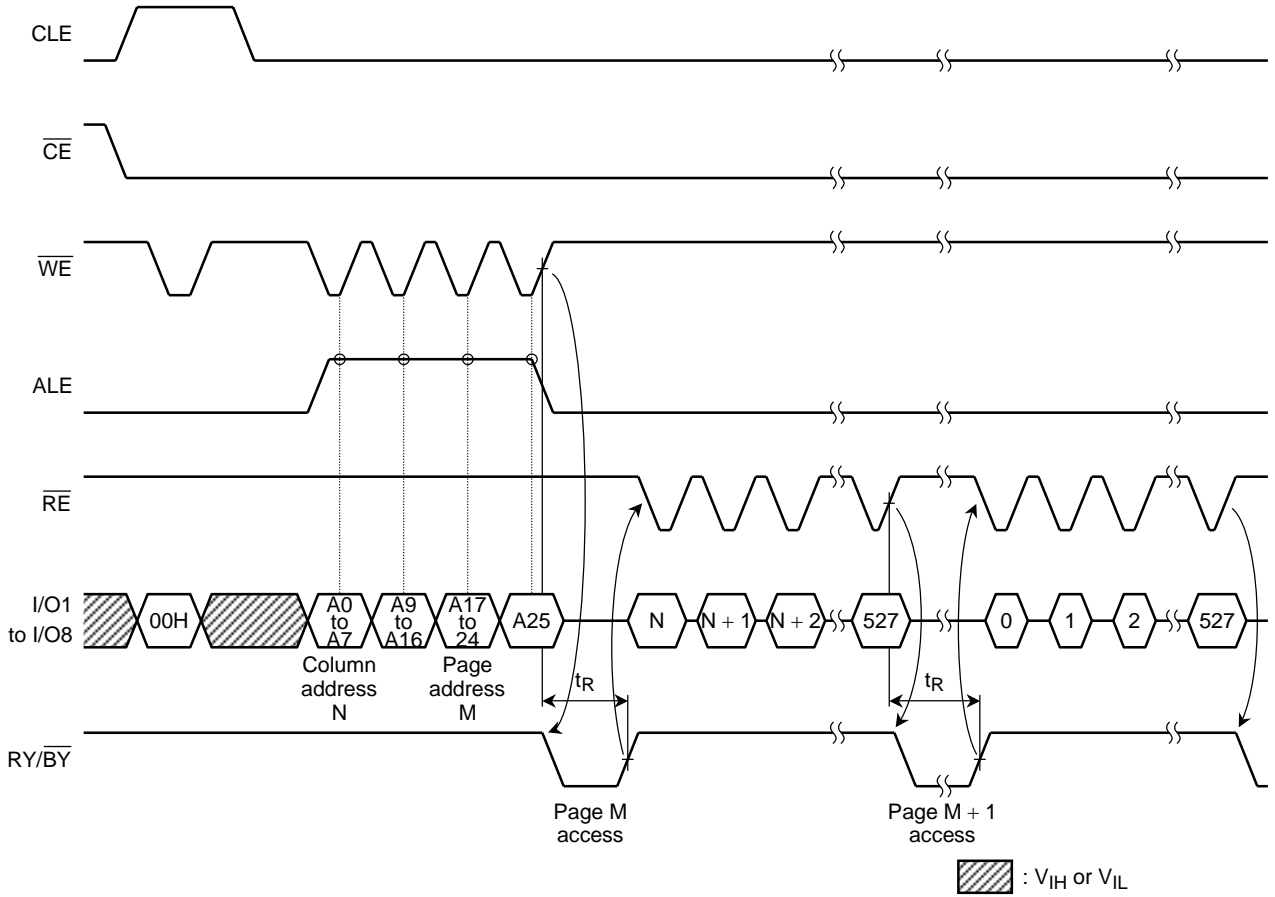 CLE
CE
WE
ALE
RE
I/O1
to I/O8
00H
A0
to
A7
A9
to
A16
A17
to
24
A25
N
N + 1
N + 2
527
0
1
2
527
Column
address
N
Page
address
M
tR
tR
RY/BY
Page M
access
Page M + 1
access
: VIH or VIL